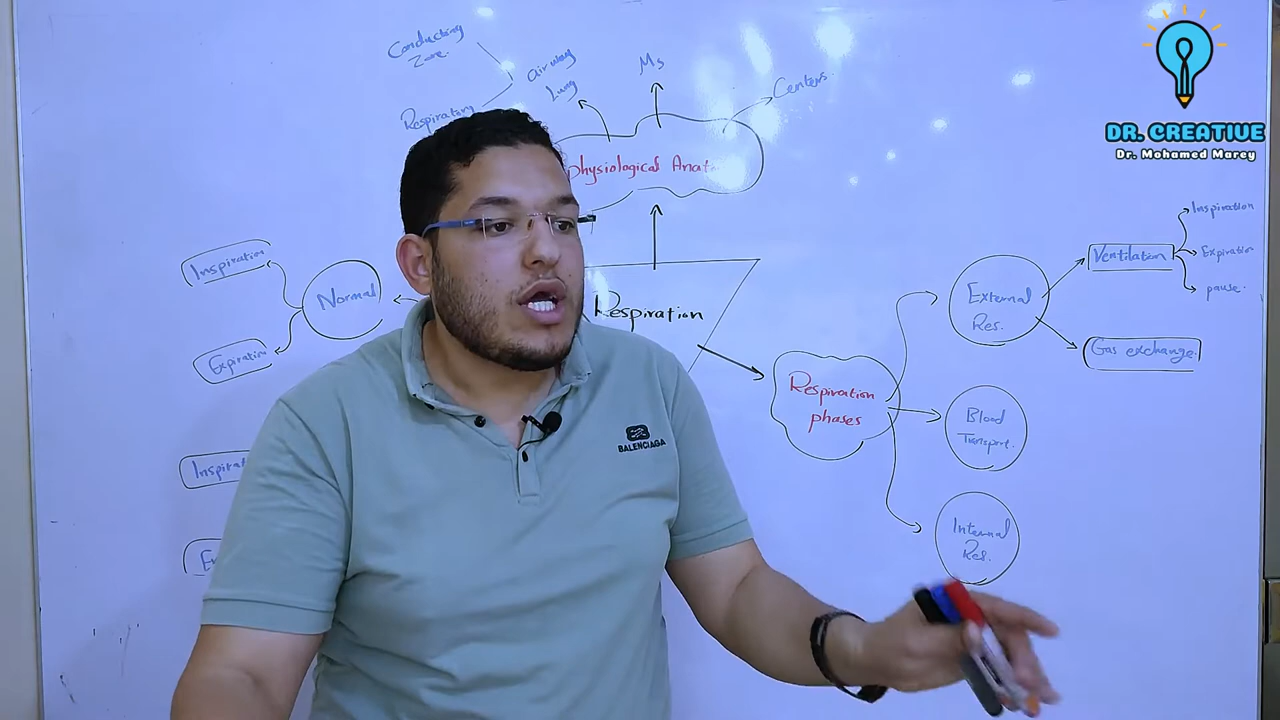 DR. CREATIVE
Dr. Mohamed Marey
Conducting
Zone
Respiratory
Airway
Lung
Ms
Centers
physiological Anat
Respiration
Normal
Inspiration
Expiration
Inspirat
Respiration
phases
External
Res.
Ventilation
Inspiration
Expiration
pause.
Gas exchange
Blood
Transport.
Internal
Res.
BALENCIAGA